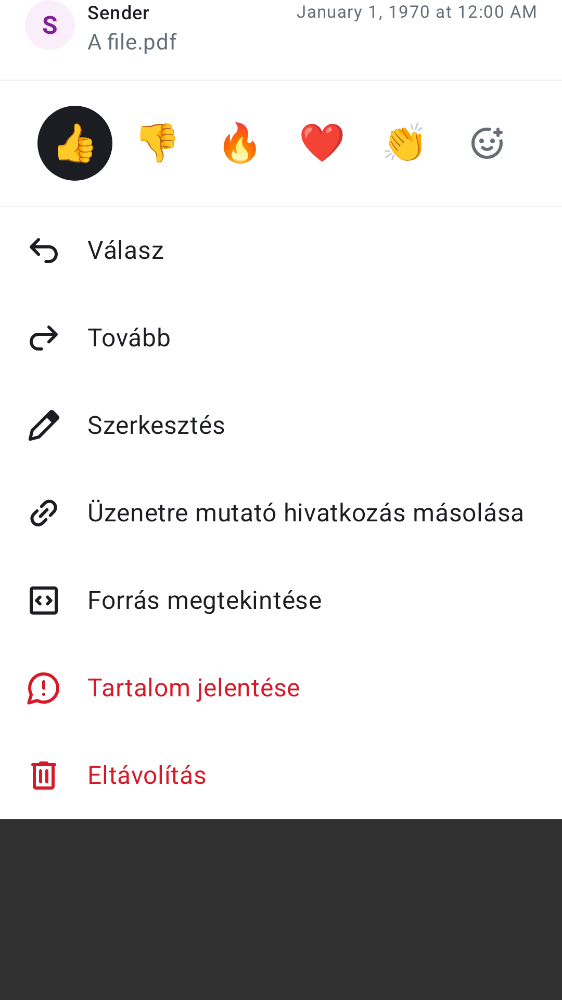 S
Sender
January 1, 1970 at 12:00 AM
A file.pdf
Válasz
Tovább
Szerkesztés
Üzenetre mutató hivatkozás másolása
Forrás megtekintése
Tartalom jelentése
Eltávolítás